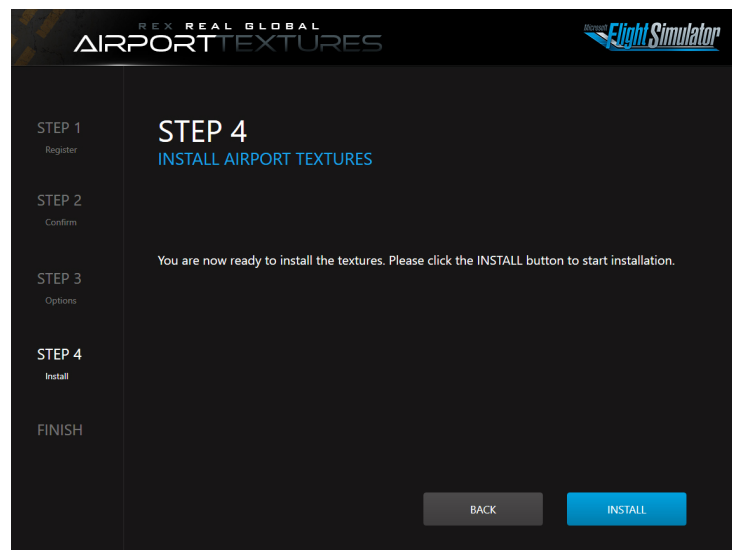 REX REAL GLOBAL
AIRPORTTEXTURES
Microsoft
Flight Simulator
STEP 1
Register
STEP 2
Confirm
STEP 3
Options
STEP 4
Install
FINISH
STEP 4
INSTALL AIRPORT TEXTURES
You are now ready to install the textures. Please click the INSTALL button to start installation.
BACK
INSTALL